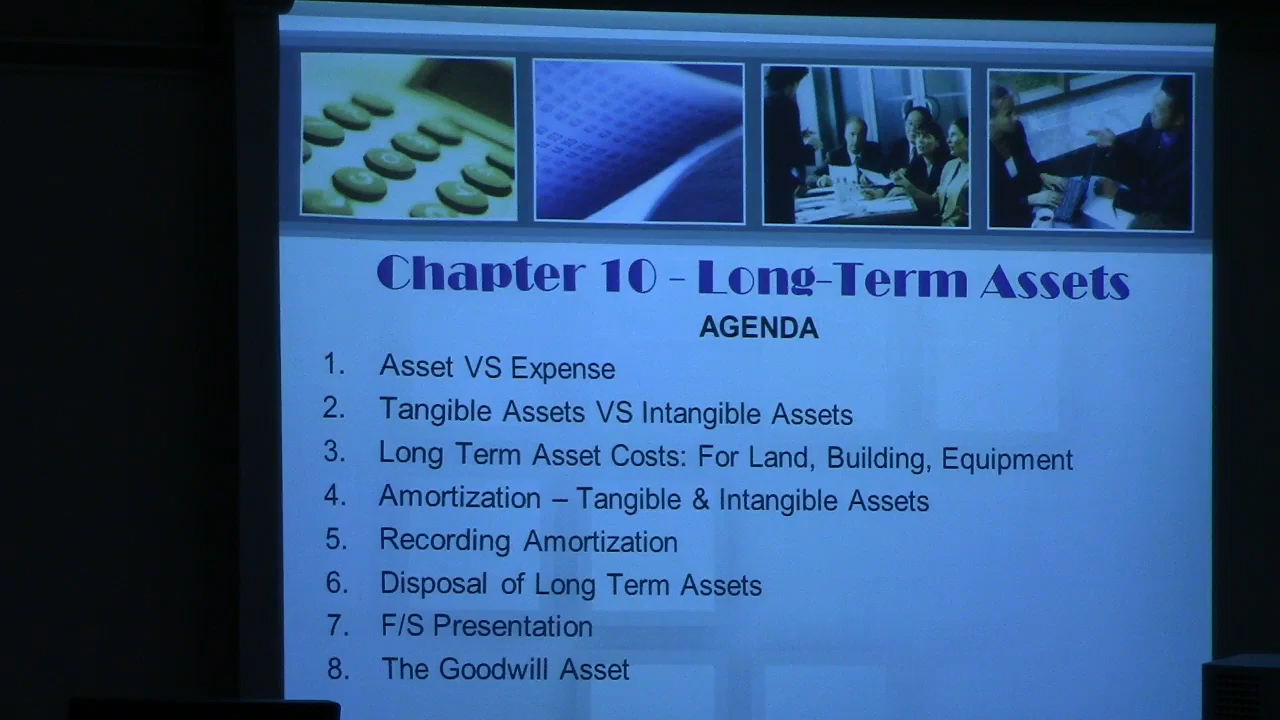 Chapter 10 - Long-Term Assets
AGENDA
1. Asset VS Expense
2. Tangible Assets VS Intangible Assets
3. Long Term Asset Costs: For Land, Building, Equipment
4. Amortization – Tangible & Intangible Assets
5. Recording Amortization
6. Disposal of Long Term Assets
7. F/S Presentation
8. The Goodwill Asset